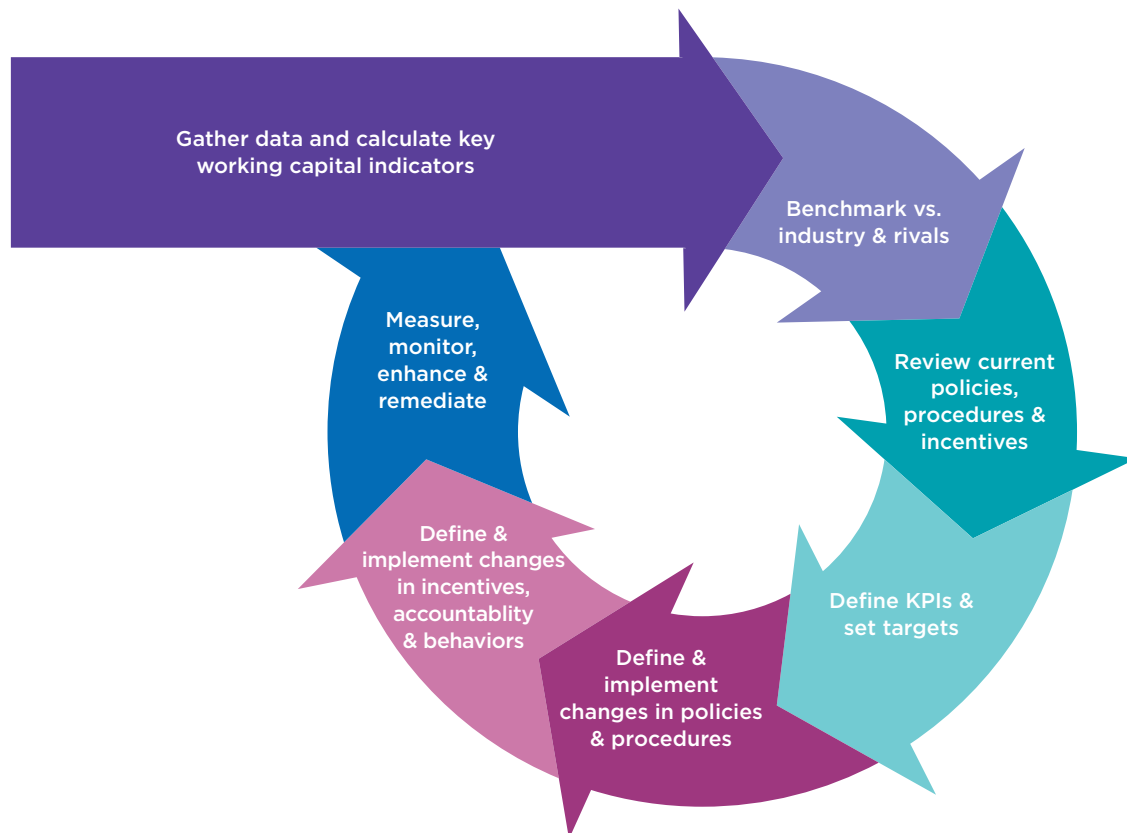 Gather data and calculate key
working capital indicators
Benchmark vs.
industry & rivals
Review current
policies,
procedures &
incentives
Define KPIs &
set targets
Define &
implement
changes in policies
& procedures
Define &
implement changes
in incentives,
accountablity
& behaviors
Measure,
monitor,
enhance &
remediate